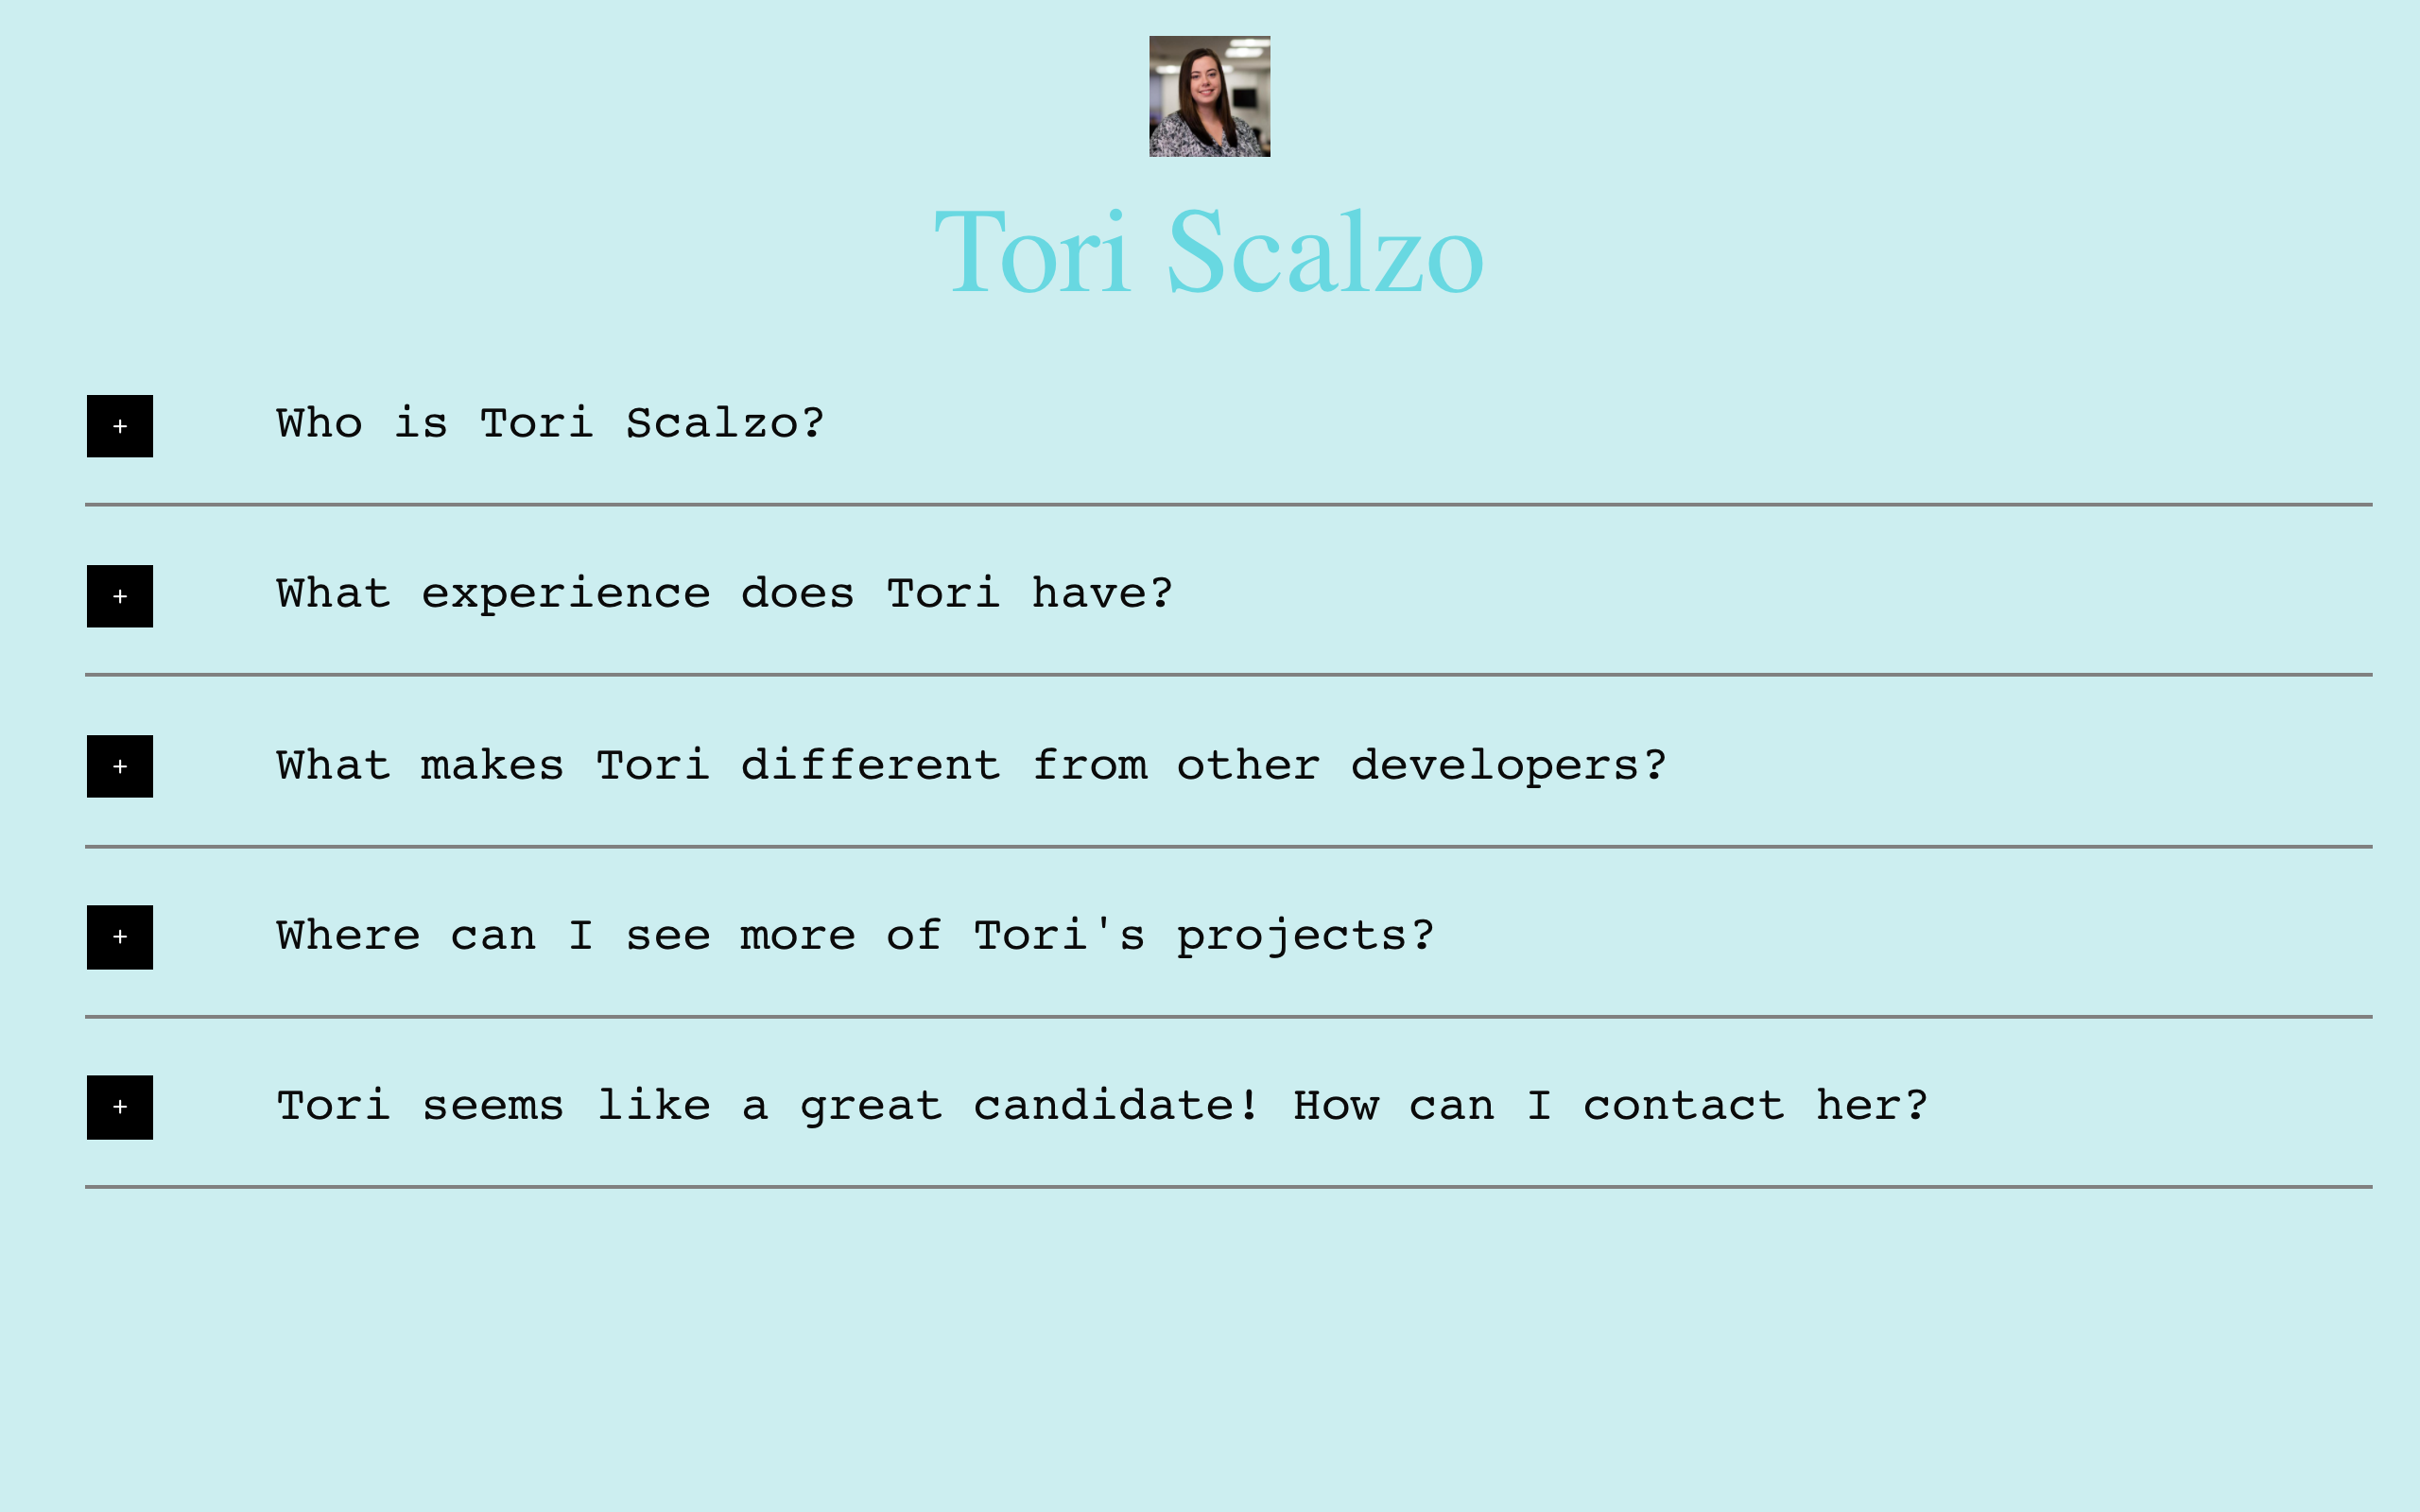 Tori Scalzo
+ Who is Tori Scalzo?
+ What experience does Tori have?
+ What makes Tori different from other developers?
+ Where can I see more of Tori's projects?
+ Tori seems like a great candidate! How can I contact her?